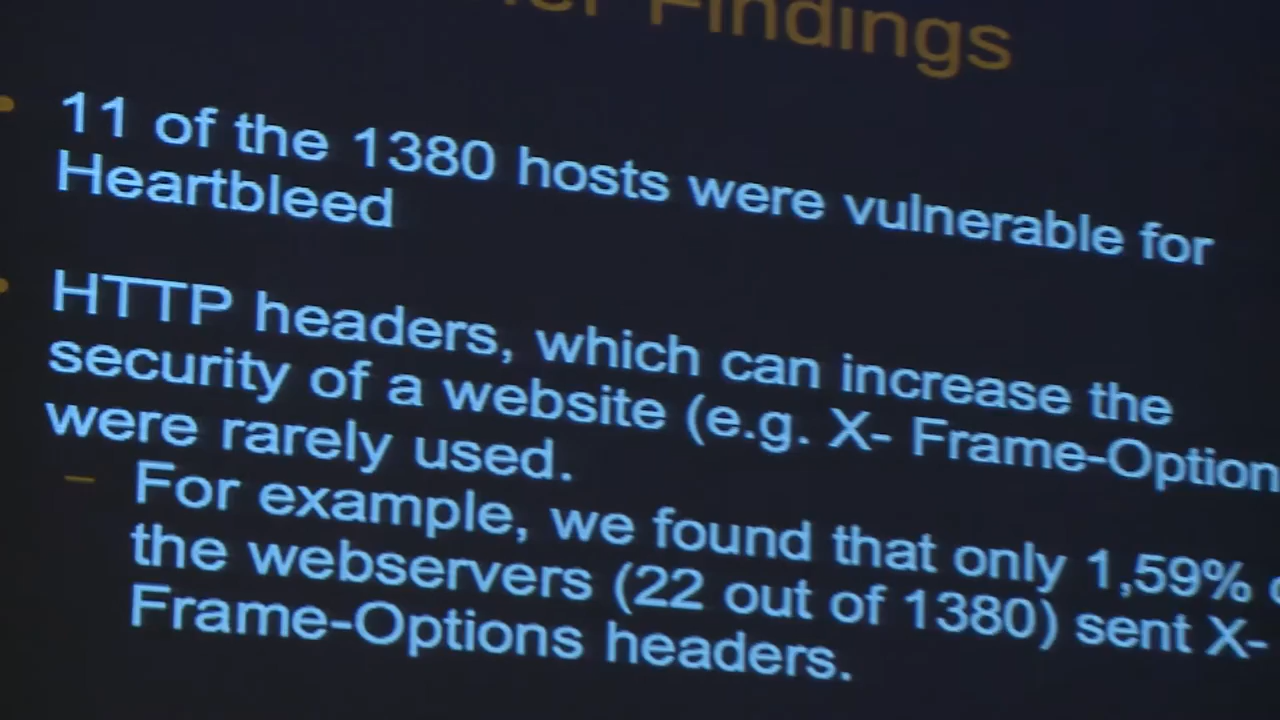 Findings
11 of the 1380 hosts were vulnerable for
Heartbleed
HTTP headers, which can increase the
security of a website (e.g. X- Frame-Option
were rarely used.
For example, we found that only 1,59%
the webservers (22 out of 1380) sent X-
Frame-Options headers.